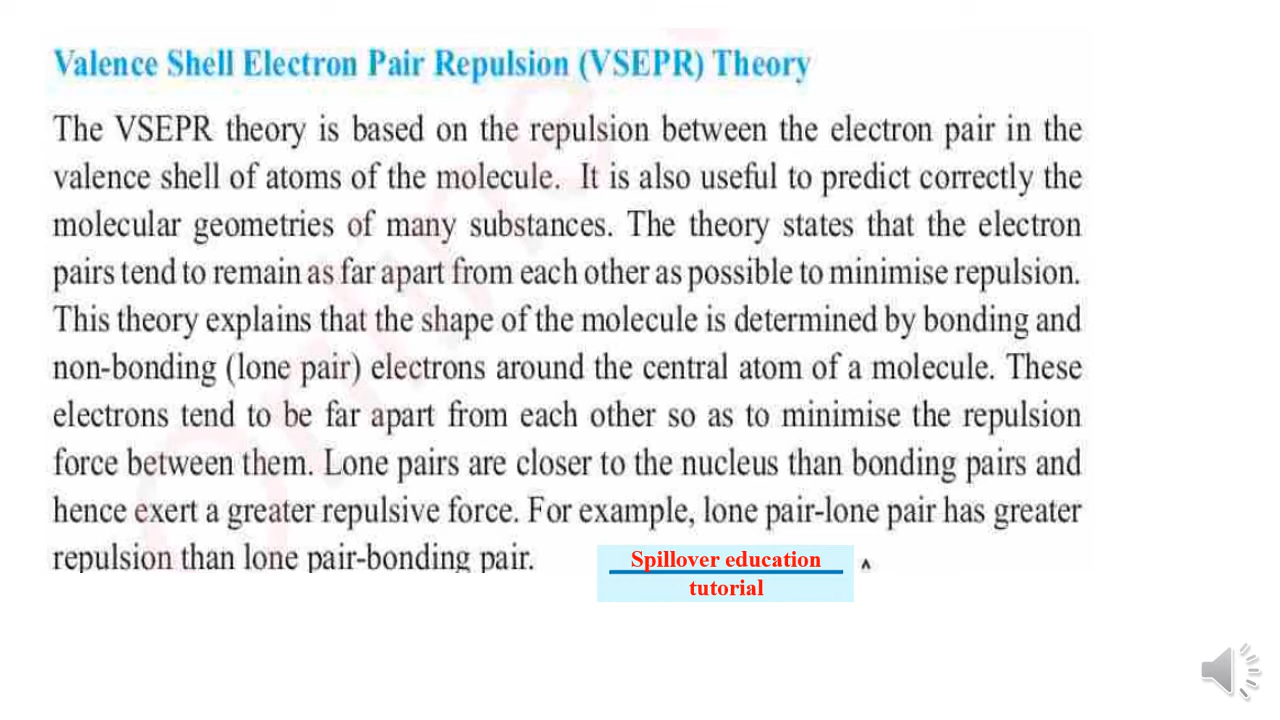 Valence Shell Electron Pair Repulsion (VSEPR) Theory
The VSEPR theory is based on the repulsion between the electron pair in the
valence shell of atoms of the molecule. It is also useful to predict correctly the
molecular geometries of many substances. The theory states that the electron
pairs tend to remain as far apart from each other as possible to minimise repulsion.
This theory explains that the shape of the molecule is determined by bonding and
non-bonding (lone pair) electrons around the central atom of a molecule. These
electrons tend to be far apart from each other so as to minimise the repulsion
force between them. Lone pairs are closer to the nucleus than bonding pairs and
hence exert a greater repulsive force. For example, lone pair-lone pair has greater
repulsion than lone pair-bonding pair.
Spillover education
tutorial